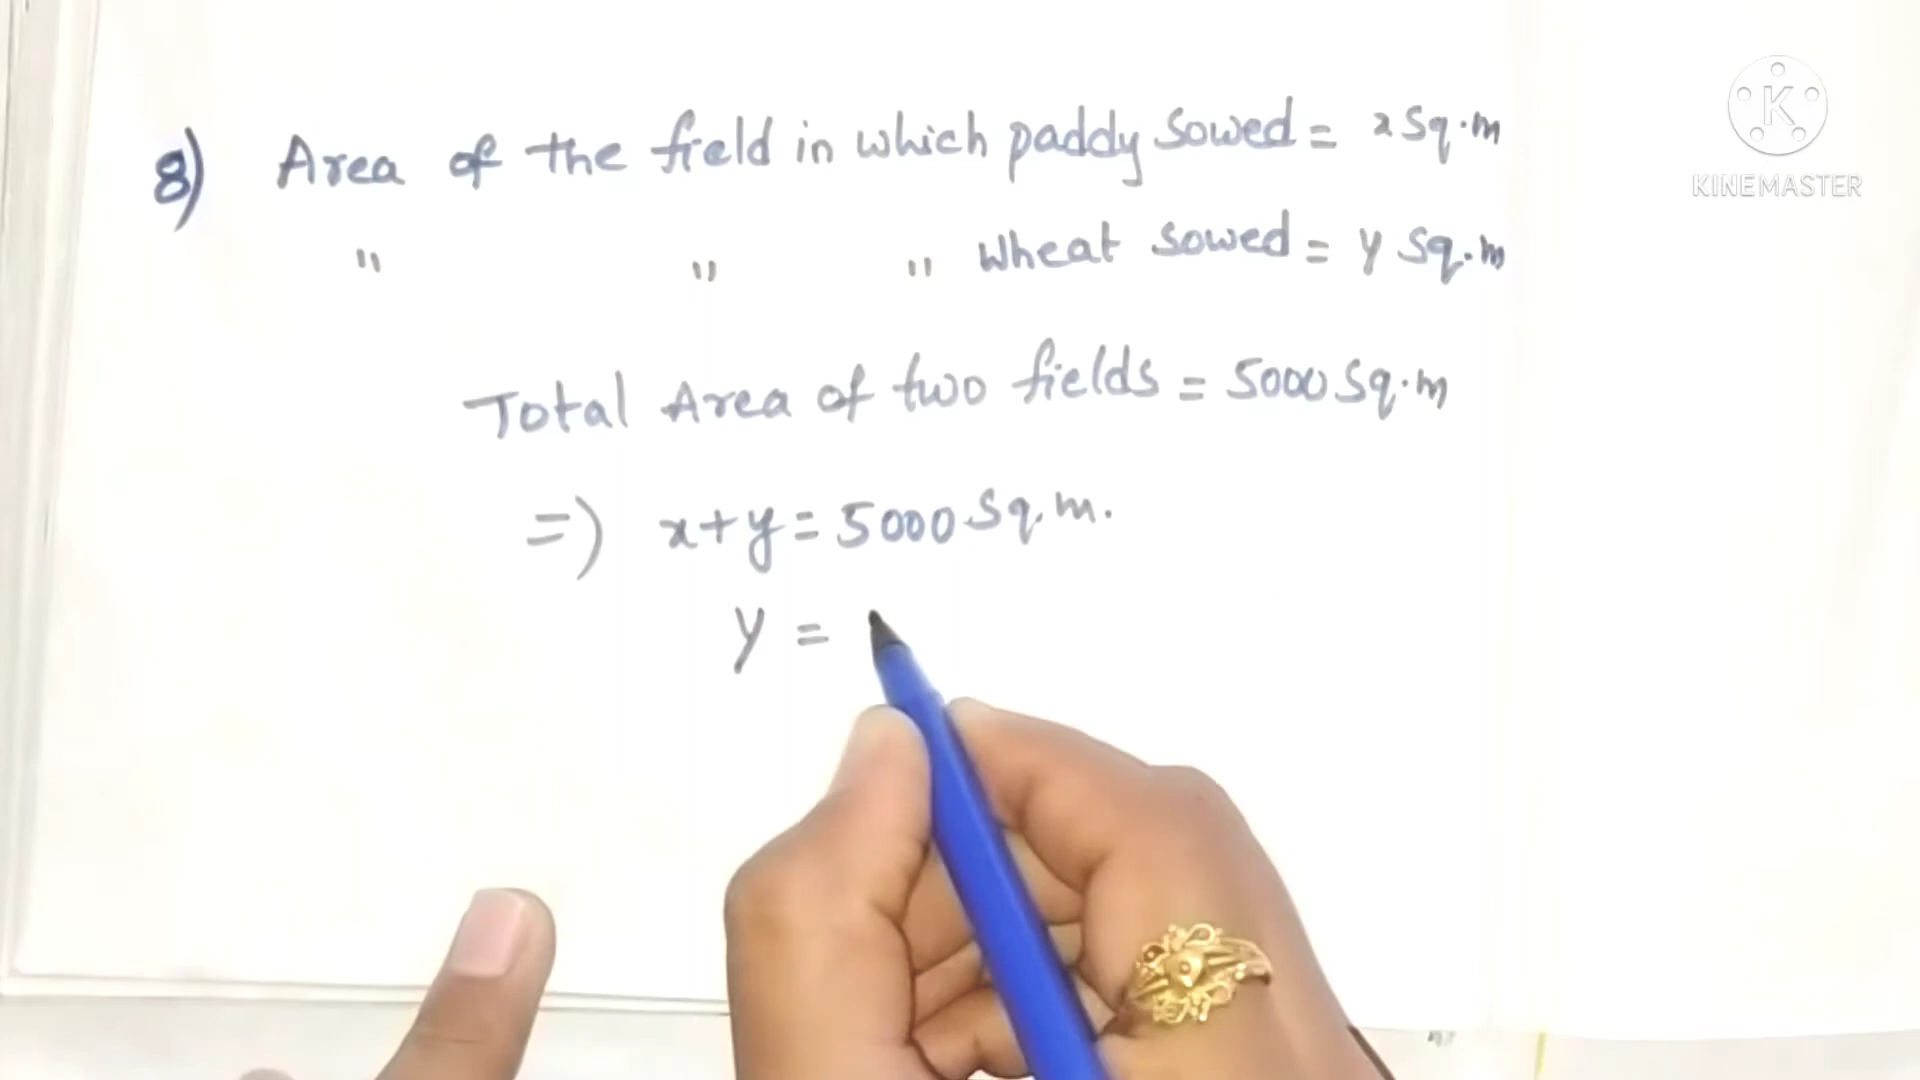 8) Area of the field in which paddy sowed = x sq.m
" " " Wheat sowed = y sq.m
Total Area of two fields = 5000 sq.m
=) x+y = 5000 sq.m.
y =
K
KINEMASTER